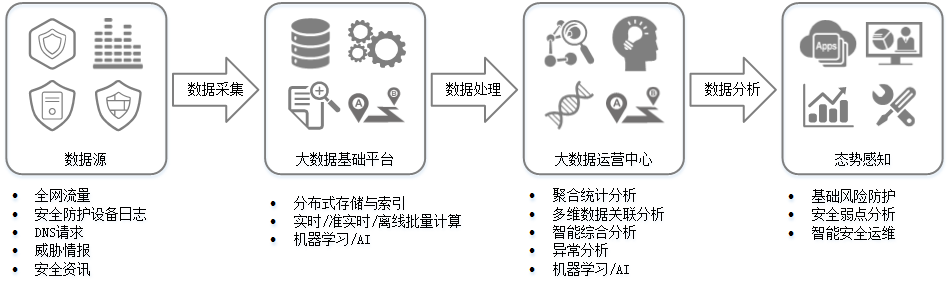 数据源
数据采集
大数据基础平台
数据处理
A
B
大数据运营中心
数据分析
A
B
Apps
态势感知
• 全网流量
• 安全防护设备日志
• DNS请求
• 威胁情报
• 安全资讯
• 分布式存储与索引
• 实时/准实时/离线批量计算
• 机器学习/AI
• 聚合统计分析
• 多维数据关联分析
• 智能综合分析
• 异常分析
• 机器学习/AI
• 基础风险防护
• 安全弱点分析
• 智能安全运维